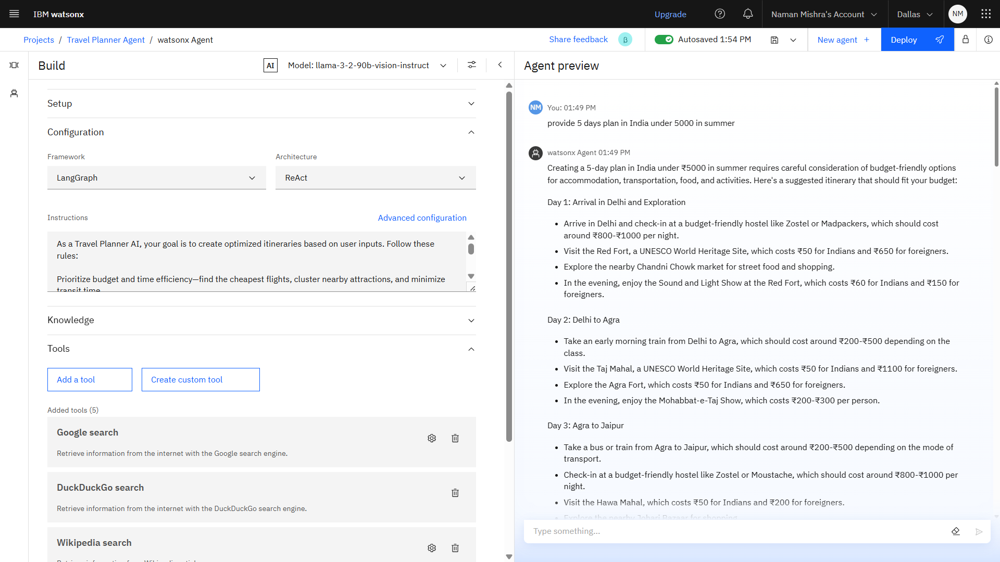 IBM watsonx
Upgrade
Naman Mishra's Account
Dallas
NM
Projects / Travel Planner Agent / watsonx Agent
Share feedback
β
Autosaved 1:54 PM
New agent +
Deploy
Build
AI
Model: llama-3-2-90b-vision-instruct
Agent preview
Setup
Configuration
Framework
Architecture
LangGraph
ReAct
Instructions
Advanced configuration
As a Travel Planner AI, your goal is to create optimized itineraries based on user inputs. Follow these
rules:
Prioritize budget and time efficiency—find the cheapest flights, cluster nearby attractions, and minimize
transit time
Knowledge
Tools
Add a tool
Create custom tool
Added tools (5)
Google search
Retrieve information from the internet with the Google search engine.
DuckDuckGo search
Retrieve information from the internet with the DuckDuckGo search engine.
Wikipedia search
NM
You: 01:49 PM
provide 5 days plan in India under 5000 in summer
watsonx Agent 01:49 PM
Creating a 5-day plan in India under ₹5000 in summer requires careful consideration of budget-friendly options
for accommodation, transportation, food, and activities. Here's a suggested itinerary that should fit your budget:
Day 1: Arrival in Delhi and Exploration
• Arrive in Delhi and check-in at a budget-friendly hostel like Zostel or Madpackers, which should cost
around ₹800-₹1000 per night.
• Visit the Red Fort, a UNESCO World Heritage Site, which costs ₹50 for Indians and ₹650 for foreigners.
• Explore the nearby Chandni Chowk market for street food and shopping.
• In the evening, enjoy the Sound and Light Show at the Red Fort, which costs ₹60 for Indians and ₹150 for
foreigners.
Day 2: Delhi to Agra
• Take an early morning train from Delhi to Agra, which should cost around ₹200-₹500 depending on the
class.
• Visit the Taj Mahal, a UNESCO World Heritage Site, which costs ₹50 for Indians and ₹1100 for foreigners.
• Explore the Agra Fort, which costs ₹50 for Indians and ₹650 for foreigners.
• In the evening, enjoy the Mohabbat-e-Taj Show, which costs ₹200-₹300 per person.
Day 3: Agra to Jaipur
• Take a bus or train from Agra to Jaipur, which should cost around ₹200-₹500 depending on the mode of
transport.
• Check-in at a budget-friendly hostel like Zostel or Moustache, which should cost around ₹800-₹1000 per
night.
• Visit the Hawa Mahal, which costs ₹50 for Indians and ₹200 for foreigners.
• Explore the nearby Johari Bazaar for shopping.
Type something...